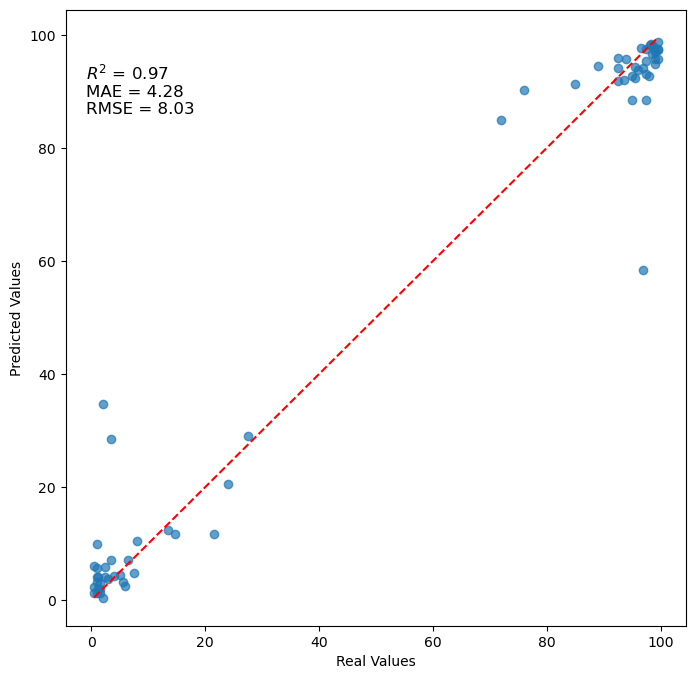 R² = 0.97
MAE = 4.28
RMSE = 8.03
100
80
60
40
20
0
Predicted Values
0 20 40 60 80 100
Real Values